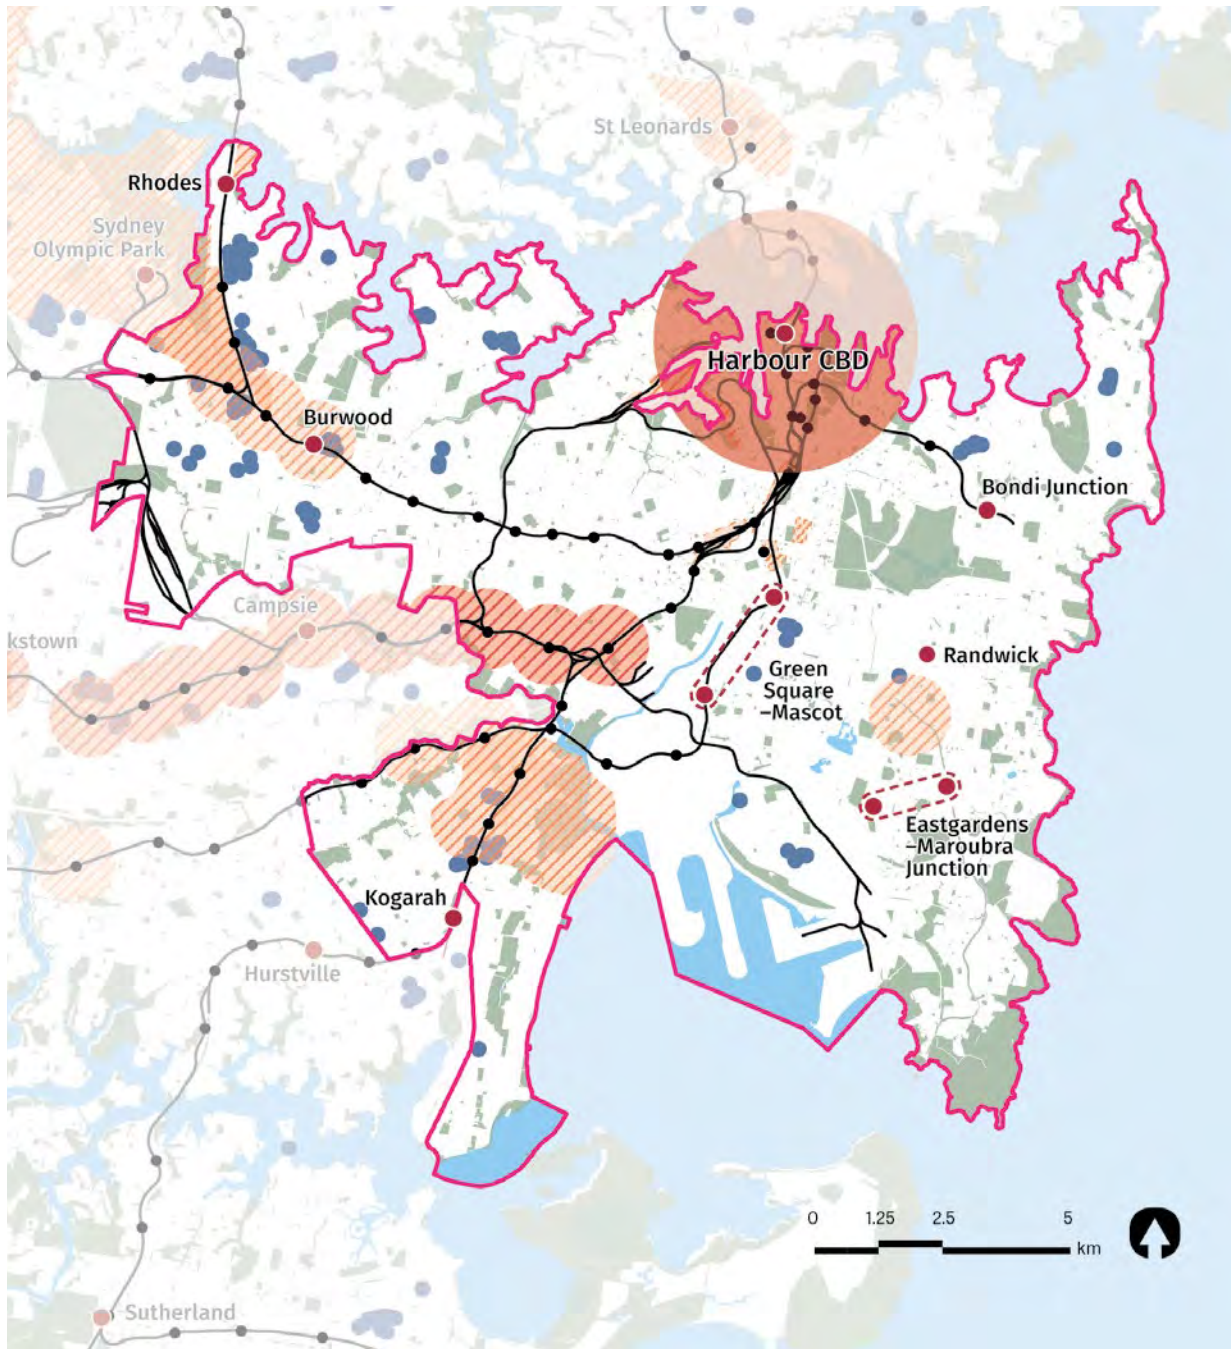 St Leonards
Rhodes
Sydney
Olympic Park
Harbour CBD
Burwood
Bondi Junction
Campsie
kstown
Randwick
Green
Square
–Mascot
Eastgardens
–Maroubra
Junction
Kogarah
Hurstville
0 1.25 2.5 5
km
Sutherland